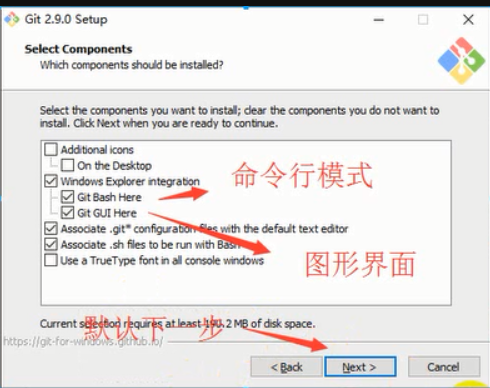 Git 2.9.0 Setup
Select Components
Which components should be installed?
Select the components you want to install; clear the components you do not want to
install. Click Next when you are ready to continue.
Additional icons
On the Desktop
Windows Explorer integration
Git Bash Here
命令行模式
Git GUI Here
Associate .git* configuration files with the default text editor
Associate .sh files to be run with Bash
图形界面
Use a TrueType font in all console windows
Current selection requires at least 190.2 MB of disk space.
默认下一步
https://git-for-windows.github.io/
< Back
Next >
Cancel